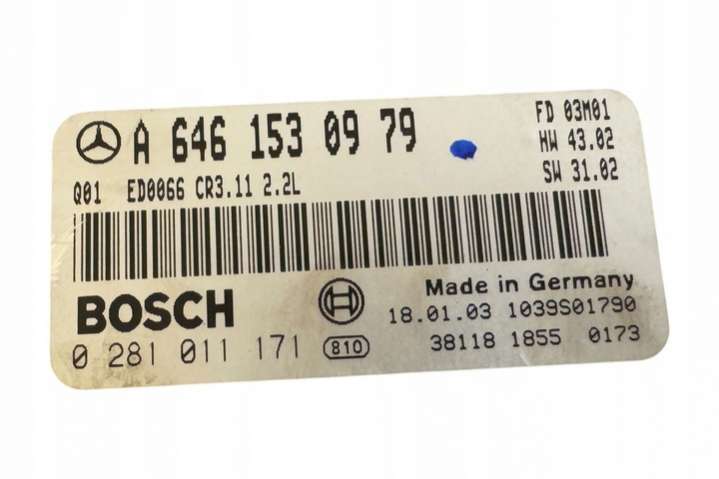 A 646 153 09 79
FD 03M01
HW 43.02
SW 31.02
Q01 ED0066 CR3.11 2.2L
BOSCH
Made in Germany
18.01.03 1039S01790
0 281 011 171 810
38118 1855 0173